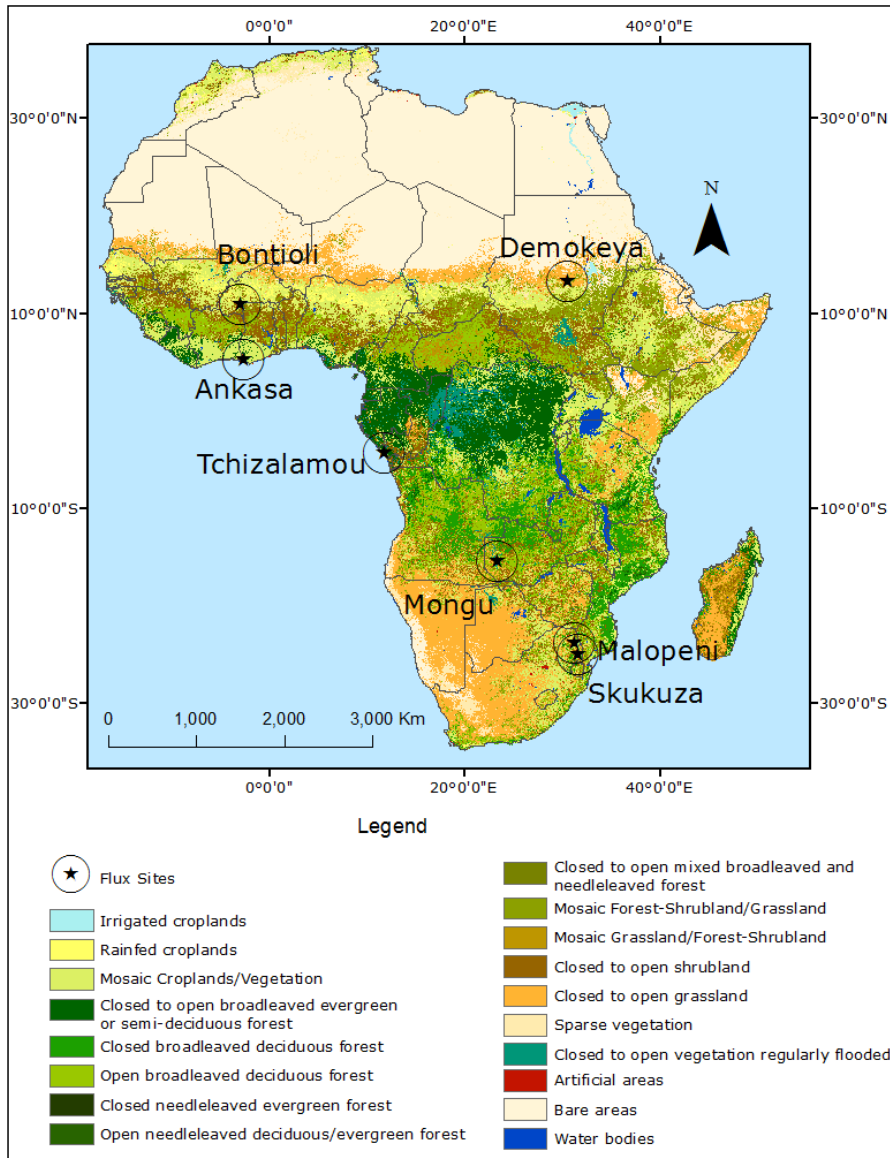 0°0'0" 20°0'0"E 40°0'0"E
30°0'0"N 30°0'0"N
N
Bontioli Demokeya
10°0'0"N 10°0'0"N
Ankasa
Tchizalamou
10°0'0"S 10°0'0"S
Mongu
Malopeni
Skukuza
30°0'0"S 30°0'0"S
0 1,000 2,000 3,000 Km
0°0'0" 20°0'0"E 40°0'0"E
Legend
Flux Sites
Irrigated croplands
Rainfed croplands
Mosaic Croplands/Vegetation
Closed to open broadleaved evergreen
or semi-deciduous forest
Closed broadleaved deciduous forest
Open broadleaved deciduous forest
Closed needleleaved evergreen forest
Open needleleaved deciduous/evergreen forest
Closed to open mixed broadleaved and
needleleaved forest
Mosaic Forest-Shrubland/Grassland
Mosaic Grassland/Forest-Shrubland
Closed to open shrubland
Closed to open grassland
Sparse vegetation
Closed to open vegetation regularly flooded
Artificial areas
Bare areas
Water bodies